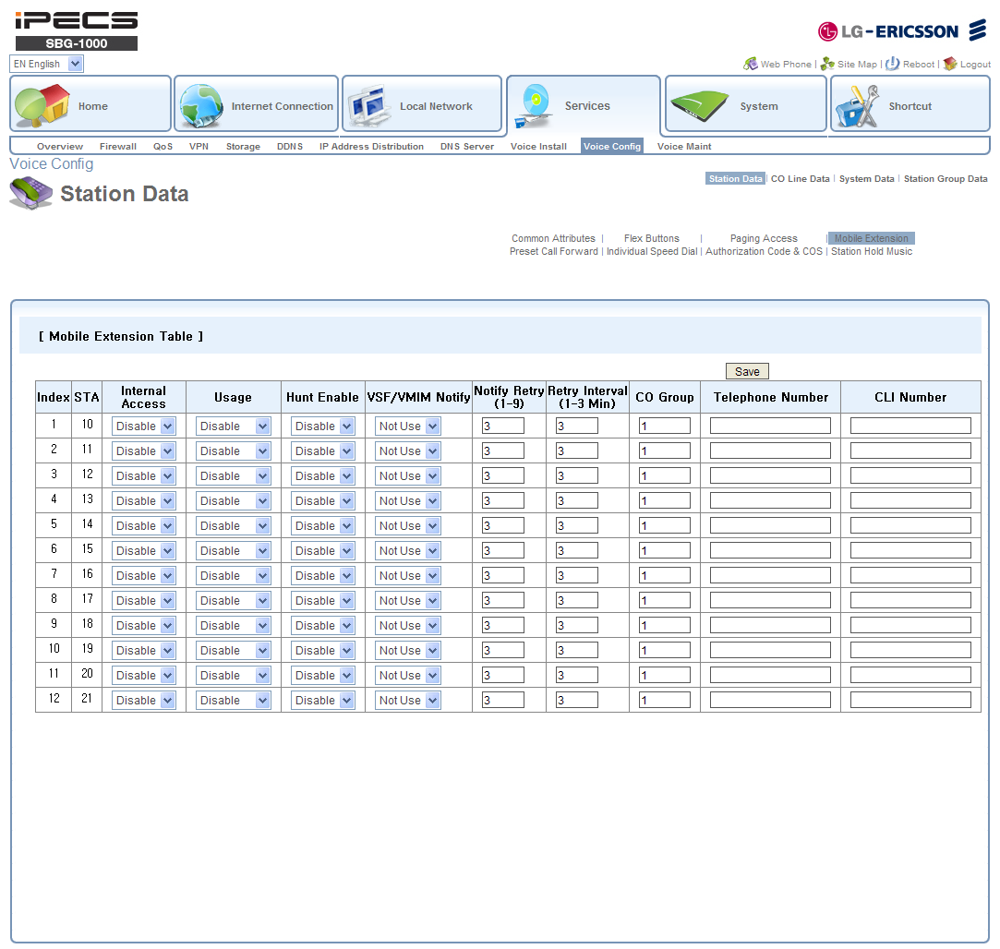 iPECS
SBG-1000
LG-ERICSSON
EN English
Web Phone | Site Map | Reboot | Logout
Home Internet Connection Local Network Services System Shortcut
Overview Firewall QoS VPN Storage DDNS IP Address Distribution DNS Server Voice Install Voice Config Voice Maint
Voice Config
Station Data | CO Line Data | System Data | Station Group Data
Station Data
Common Attributes | Flex Buttons | Paging Access | Mobile Extension
Preset Call Forward | Individual Speed Dial | Authorization Code & COS | Station Hold Music
[ Mobile Extension Table ]
Save
Index STA Internal Access Usage Hunt Enable VSF/VMIM Notify Notify Retry (1-9) Retry Interval (1-3 Min) CO Group Telephone Number CLI Number
1 10 Disable Disable Disable Not Use 3 3 1
2 11 Disable Disable Disable Not Use 3 3 1
3 12 Disable Disable Disable Not Use 3 3 1
4 13 Disable Disable Disable Not Use 3 3 1
5 14 Disable Disable Disable Not Use 3 3 1
6 15 Disable Disable Disable Not Use 3 3 1
7 16 Disable Disable Disable Not Use 3 3 1
8 17 Disable Disable Disable Not Use 3 3 1
9 18 Disable Disable Disable Not Use 3 3 1
10 19 Disable Disable Disable Not Use 3 3 1
11 20 Disable Disable Disable Not Use 3 3 1
12 21 Disable Disable Disable Not Use 3 3 1